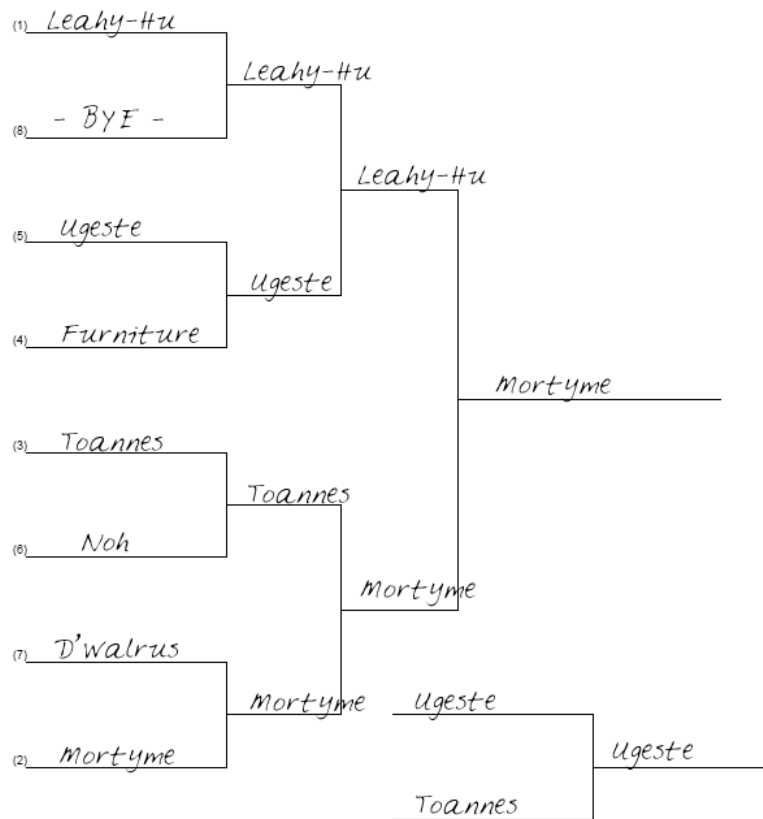 (1) Leahy-Hu
Leahy-Hu
(8) - BYE -
Leahy-Hu
(5) Ugeste
Ugeste
(4) Furniture
Mortyme
(3) Toannes
Toannes
(6) Noh
Mortyme
(7) D'Walrus
Mortyme
(2) Mortyme
Ugeste
Ugeste
Toannes